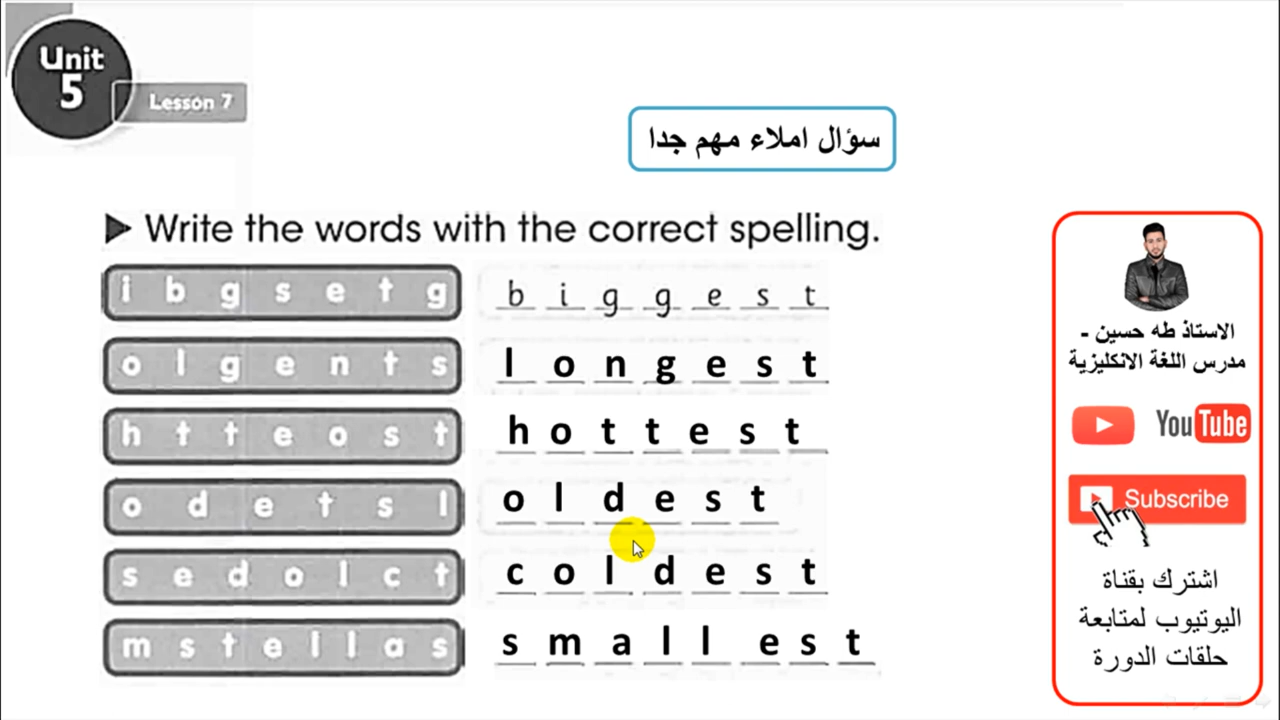 Unit
5
Lesson 7
سؤال املاء مهم جدا
▶ Write the words with the correct spelling.
i b g s e t g
b i g g e s t
o l g e n t s
l o n g e s t
h t t e o s t
h o t t e s t
o d e t s l
o l d e s t
s e d o l c t
c o l d e s t
m s t e l l a s
s m a l l e s t
الاستاذ طه حسين -
مدرس اللغة الانكليزية
YouTube
Subscribe
اشترك بقناة
اليوتيوب لمتابعة
حلقات الدورة